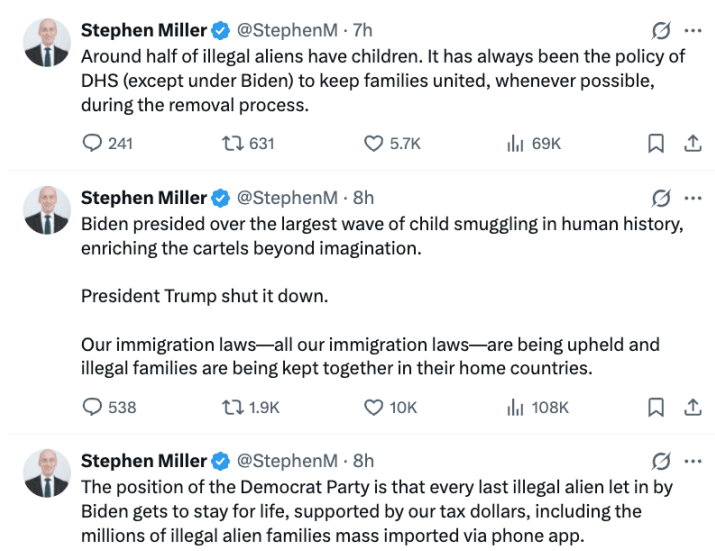 Stephen Miller @StephenM · 7h
Around half of illegal aliens have children. It has always been the policy of
DHS (except under Biden) to keep families united, whenever possible,
during the removal process.
241 631 5.7K 69K
Stephen Miller @StephenM · 8h
Biden presided over the largest wave of child smuggling in human history,
enriching the cartels beyond imagination.
President Trump shut it down.
Our immigration laws—all our immigration laws—are being upheld and
illegal families are being kept together in their home countries.
538 1.9K 10K 108K
Stephen Miller @StephenM · 8h
The position of the Democrat Party is that every last illegal alien let in by
Biden gets to stay for life, supported by our tax dollars, including the
millions of illegal alien families mass imported via phone app.